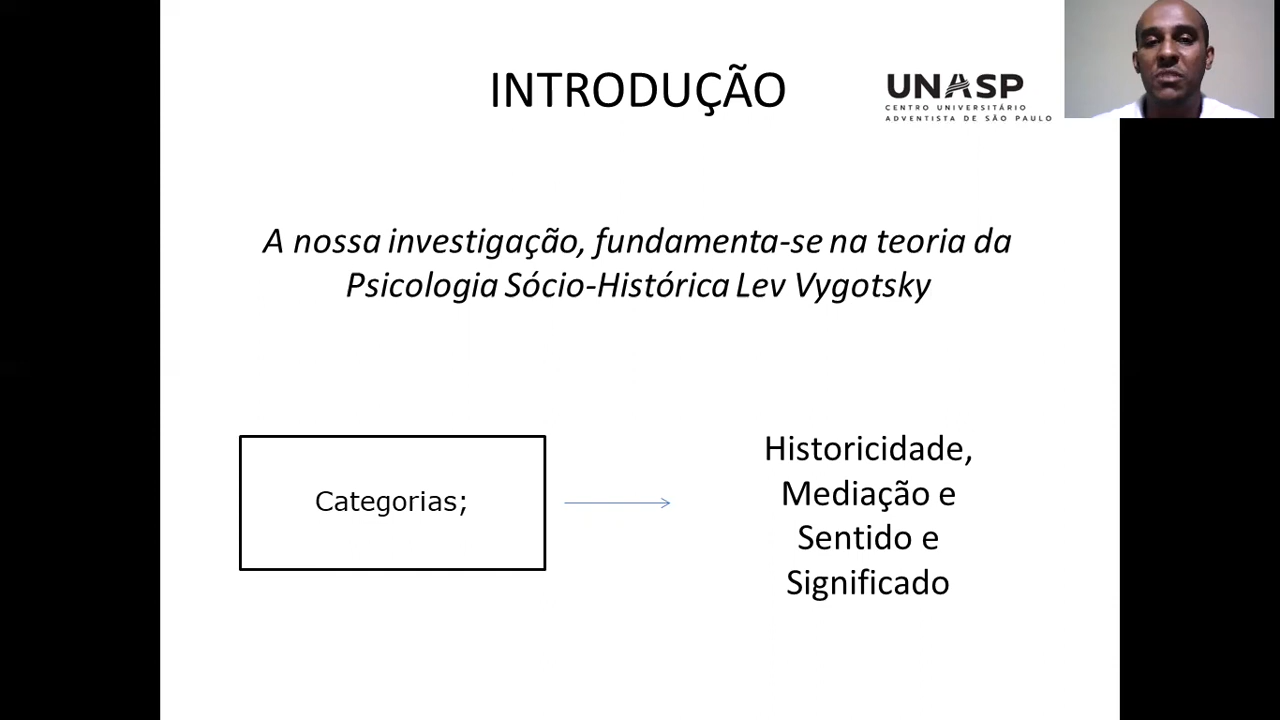 INTRODUÇÃO
UNASP
CENTRO UNIVERSITÁRIO
ADVENTISTA DE SÃO PAULO
A nossa investigação, fundamenta-se na teoria da
Psicologia Sócio-Histórica Lev Vygotsky
Categorias;
Historicidade,
Mediação e
Sentido e
Significado